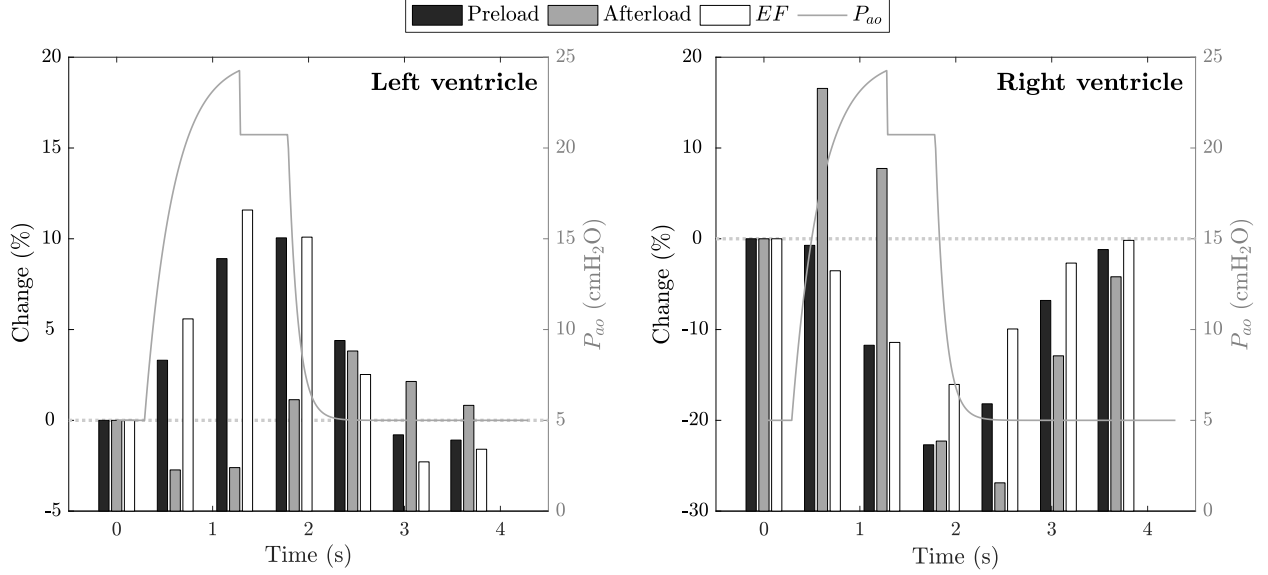 Preload Afterload EF P_ao
Left ventricle
Change (%)
20
15
10
5
0
-5
0 1 2 3 4
Time (s)
25
20
15
10
5
0
P_ao (cmH₂O)
Right ventricle
Change (%)
20
10
0
-10
-20
-30
0 1 2 3 4
Time (s)
25
20
15
10
5
0
P_ao (cmH₂O)